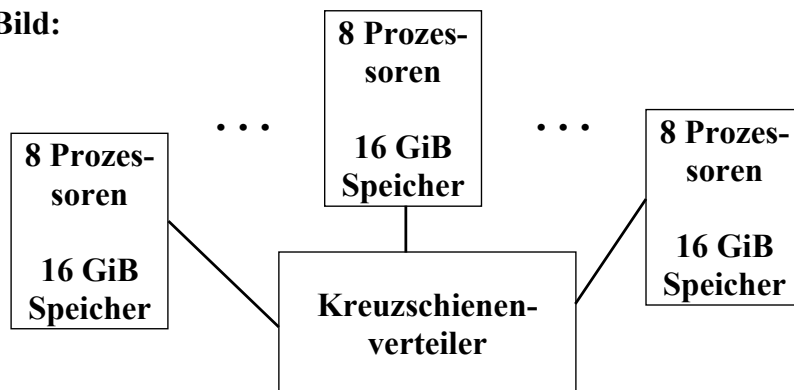 Bild:
8 Prozes-
soren
16 GiB
Speicher
. . .
. . .
8 Prozes-
soren
16 GiB
Speicher
8 Prozes-
soren
16 GiB
Speicher
Kreuzschienen-
verteiler